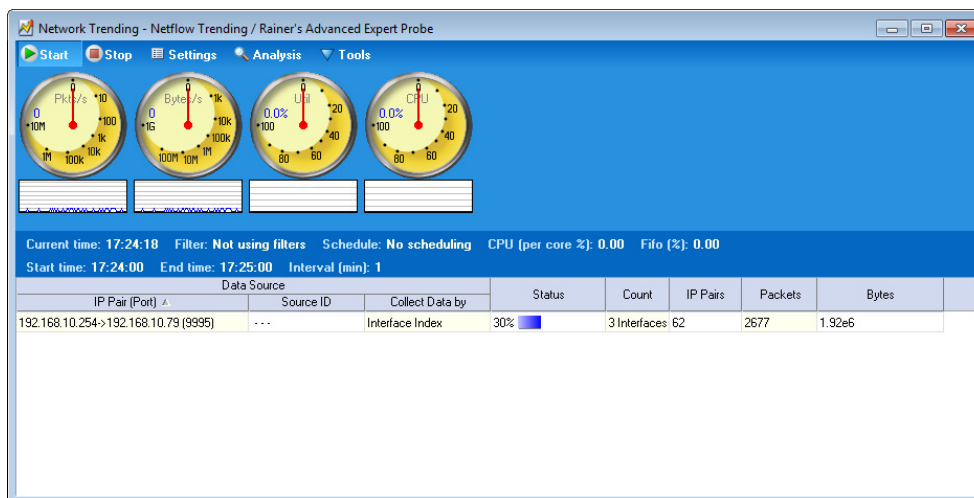 Network Trending - Netflow Trending / Rainer's Advanced Expert Probe
Start Stop Settings Analysis Tools
Pkts/s 0 0 *10 *100 *1k 10k 100k 1M *10M
Bytes/s 0 0 *1k *10k *100k 1M 10M 100M *1G
Util 0.0% 0 *20 *40 60 80 *100
CPU 0.0% 0 *20 *40 60 80 *100
Current time: 17:24:18 Filter: Not using filters Schedule: No scheduling CPU (per core %): 0.00 Fifo (%): 0.00
Start time: 17:24:00 End time: 17:25:00 Interval (min): 1
Data Source
IP Pair (Port) Source ID Collect Data by Status Count IP Pairs Packets Bytes
192.168.10.254->192.168.10.79 (9995) - - - Interface Index 30% 3 Interfaces 62 2677 1.92e6